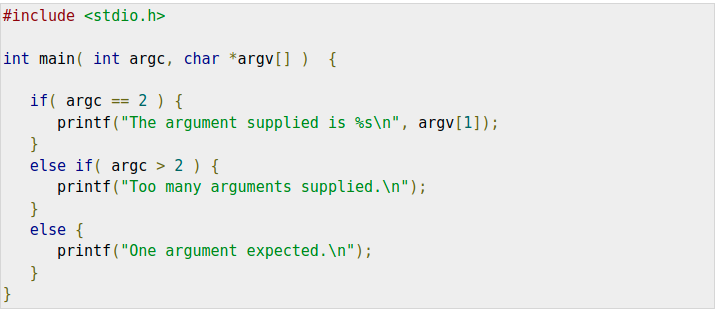 #include <stdio.h>

int main( int argc, char *argv[] )  {

   if( argc == 2 ) {
      printf("The argument supplied is %s\n", argv[1]);
   }
   else if( argc > 2 ) {
      printf("Too many arguments supplied.\n");
   }
   else {
      printf("One argument expected.\n");
   }
}